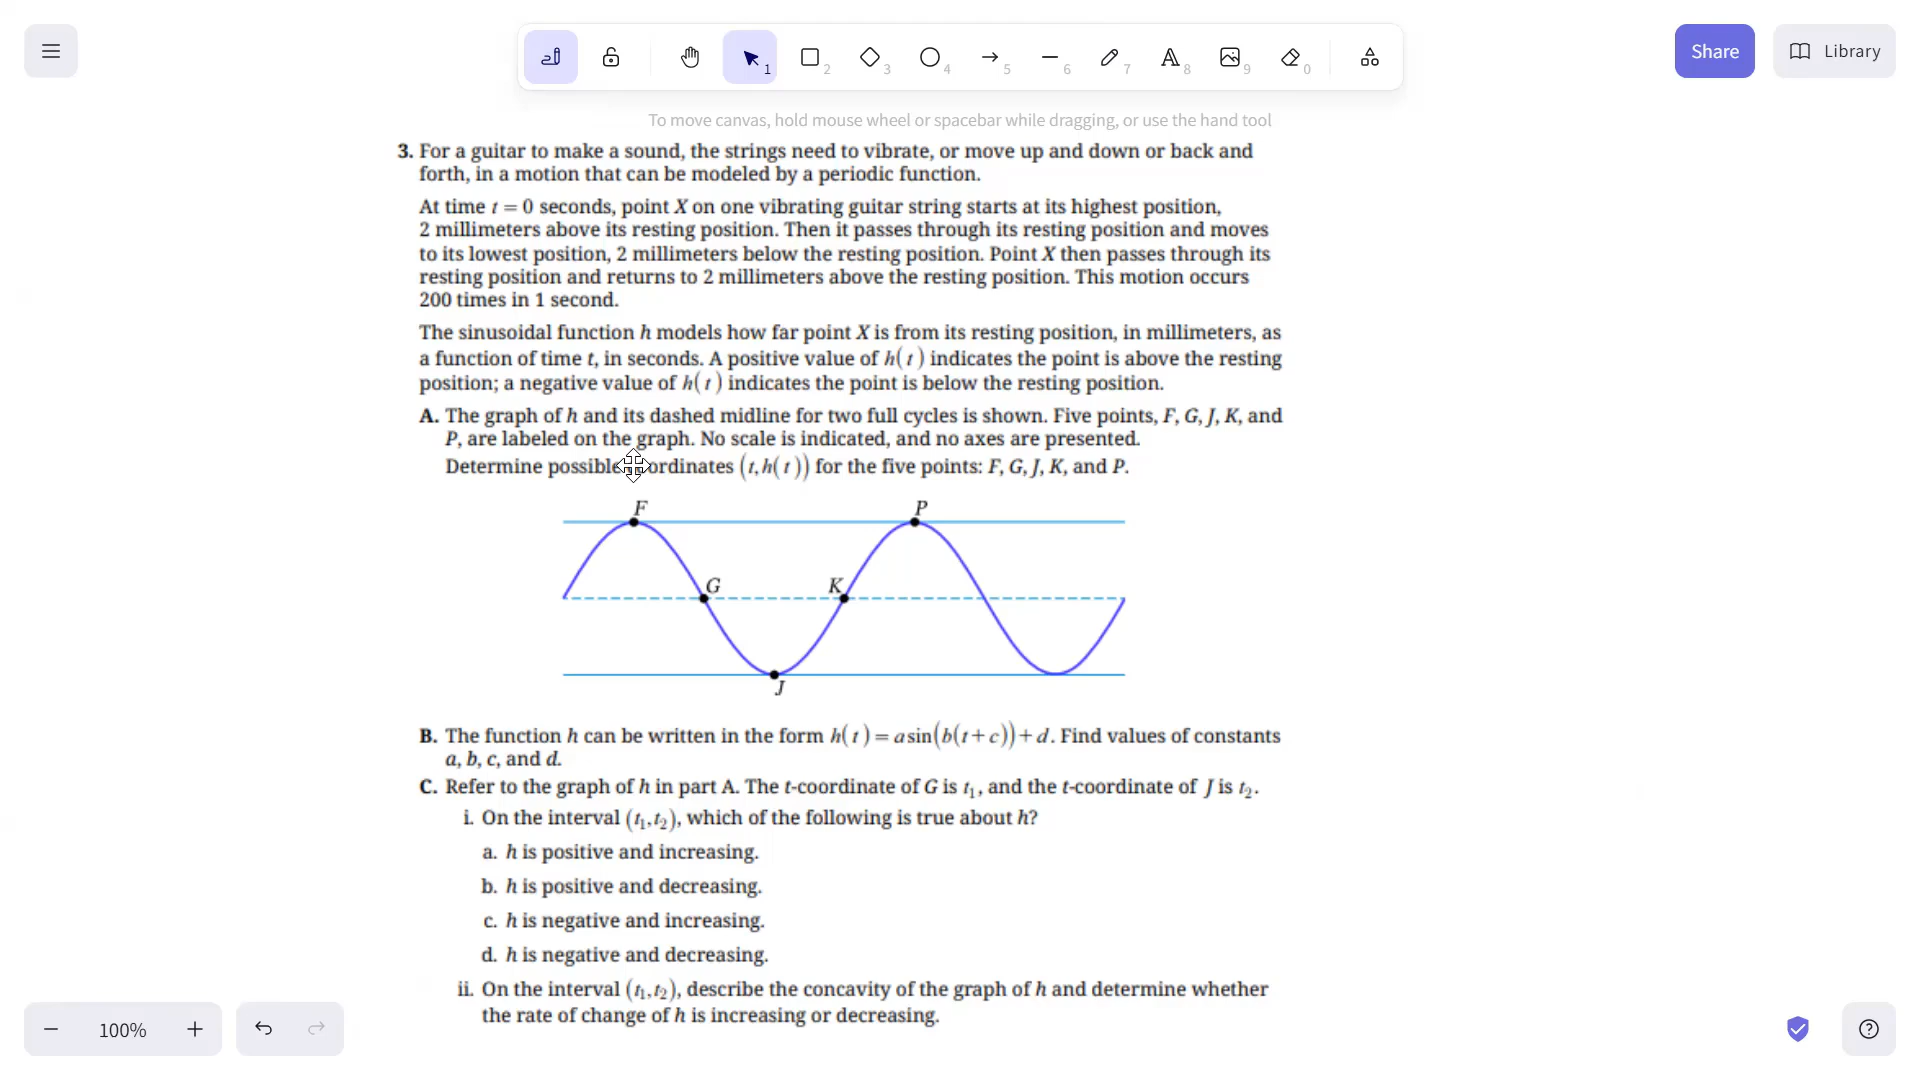 1 2 3 4 5 6 7 8 9 0
Share
Library
To move canvas, hold mouse wheel or spacebar while dragging, or use the hand tool
3. For a guitar to make a sound, the strings need to vibrate, or move up and down or back and
forth, in a motion that can be modeled by a periodic function.
At time t = 0 seconds, point X on one vibrating guitar string starts at its highest position,
2 millimeters above its resting position. Then it passes through its resting position and moves
to its lowest position, 2 millimeters below the resting position. Point X then passes through its
resting position and returns to 2 millimeters above the resting position. This motion occurs
200 times in 1 second.
The sinusoidal function h models how far point X is from its resting position, in millimeters, as
a function of time t, in seconds. A positive value of h(t) indicates the point is above the resting
position; a negative value of h(t) indicates the point is below the resting position.
A. The graph of h and its dashed midline for two full cycles is shown. Five points, F, G, J, K, and
P, are labeled on the graph. No scale is indicated, and no axes are presented.
Determine possible ordinates (t, h(t)) for the five points: F, G, J, K, and P.
F P
G K
J
B. The function h can be written in the form h(t) = a sin(b(t+c)) + d. Find values of constants
a, b, c, and d.
C. Refer to the graph of h in part A. The t-coordinate of G is t₁, and the t-coordinate of J is t₂.
i. On the interval (t₁, t₂), which of the following is true about h?
a. h is positive and increasing.
b. h is positive and decreasing.
c. h is negative and increasing.
d. h is negative and decreasing.
ii. On the interval (t₁, t₂), describe the concavity of the graph of h and determine whether
the rate of change of h is increasing or decreasing.
100%